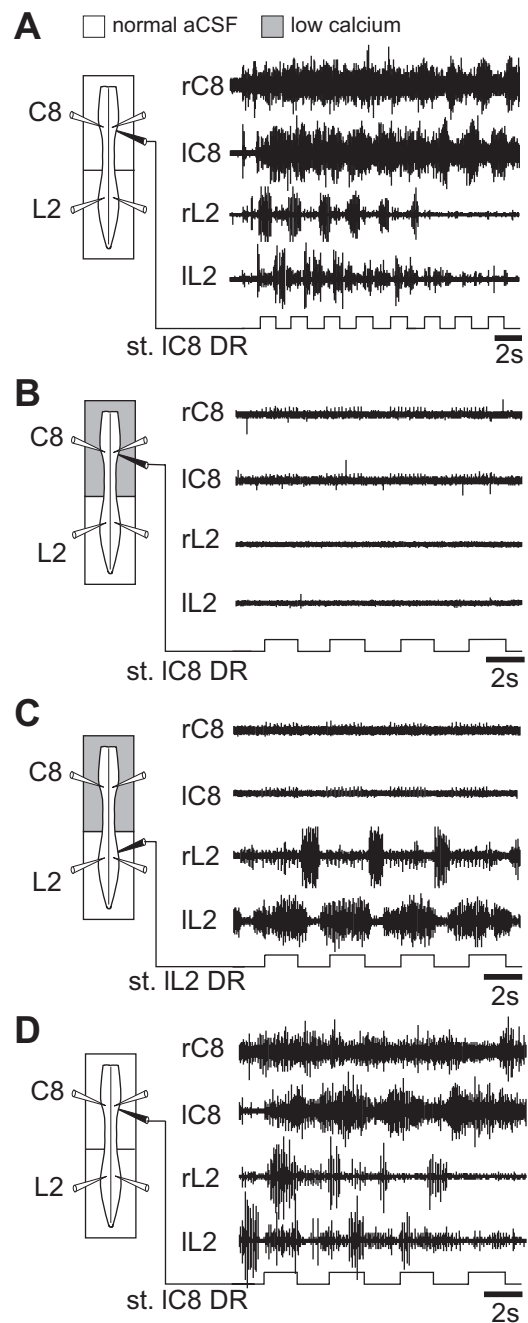 A
normal aCSF
low calcium
C8
L2
rC8
lC8
rL2
lL2
st. lC8 DR
2s
B
C8
L2
rC8
lC8
rL2
lL2
st. lC8 DR
2s
C
C8
L2
rC8
lC8
rL2
lL2
st. lL2 DR
2s
D
C8
L2
rC8
lC8
rL2
lL2
st. lC8 DR
2s